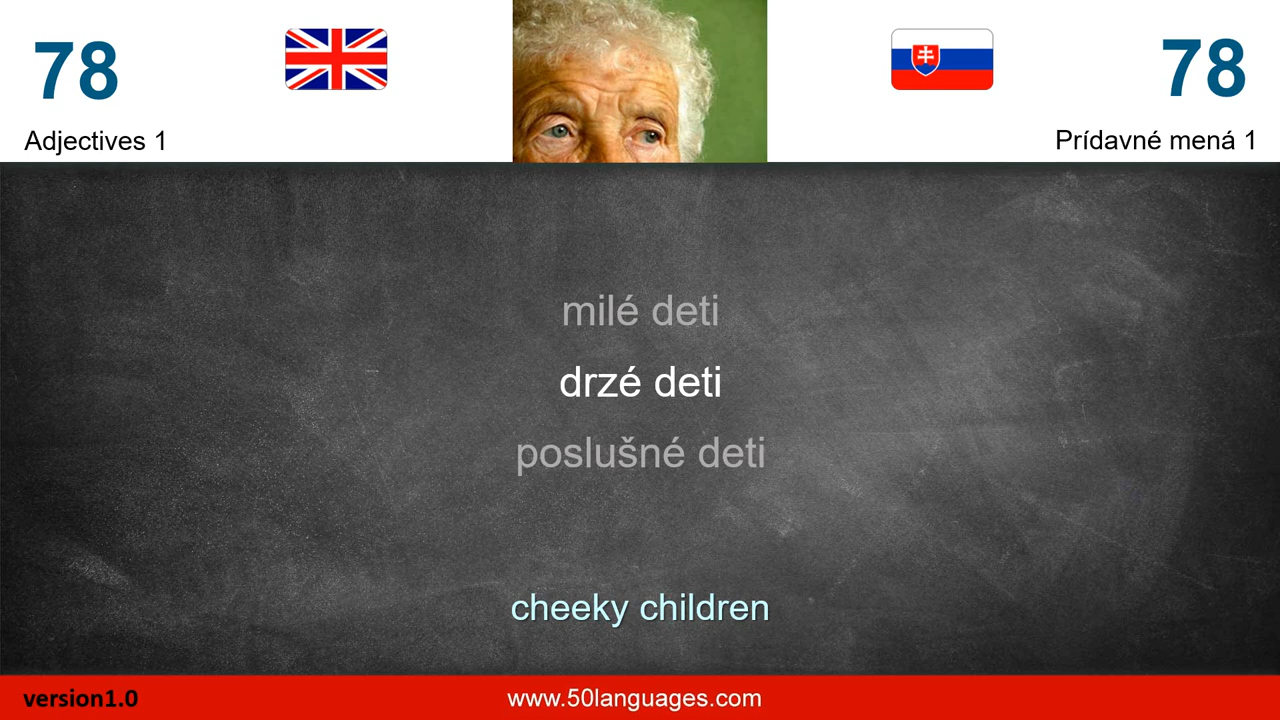 78
78
Adjectives 1
Prídavné mená 1
milé deti
drzé deti
poslušné deti
cheeky children
version1.0
www.50languages.com